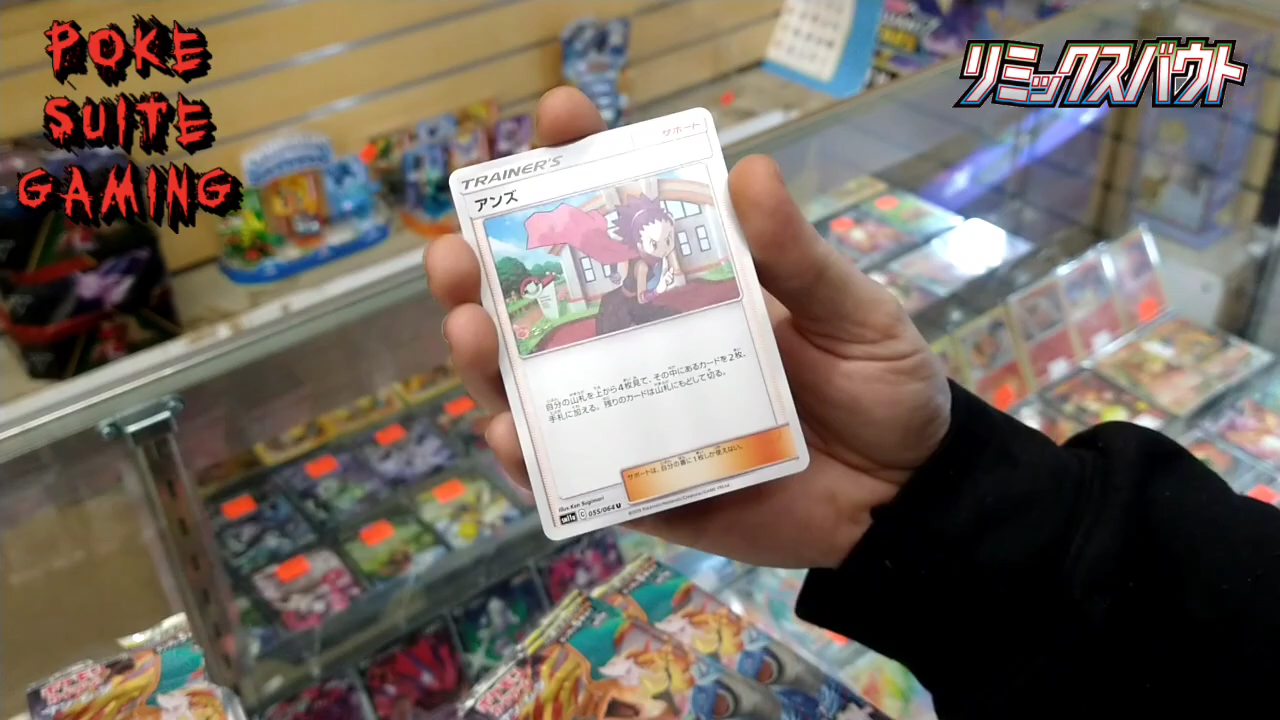 POKE
SUITE
GAMING
リミックスバウト
サポート
TRAINER'S
アンズ
自分の山札を上から4枚見て、その中にあるカードを2枚、
手札に加える。残りのカードは山札にもどして切る。
サポートは、自分の番に1枚しか使えない。
Illus. Ken Sugimori
sm11a C 055/064 U